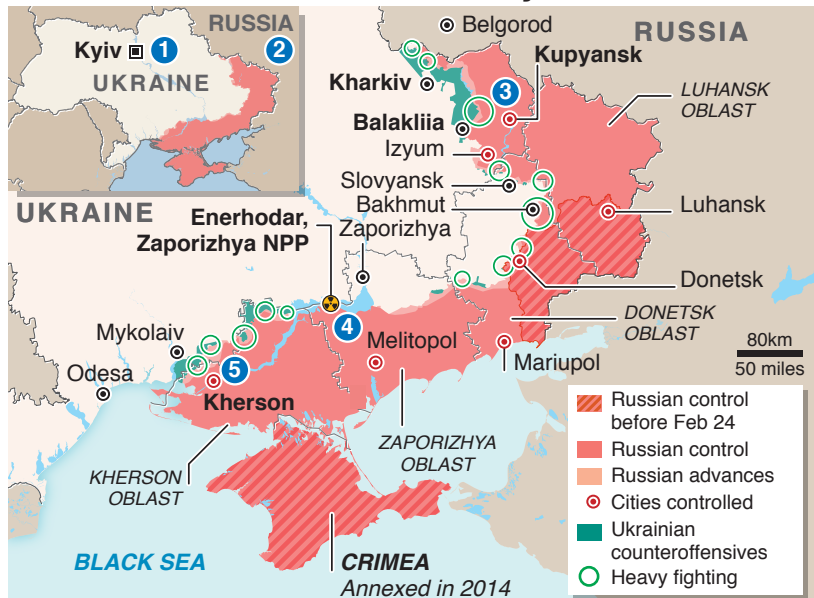 RUSSIA
Kyiv
1
2
UKRAINE
Belgorod
RUSSIA
Kupyansk
Kharkiv
3
LUHANSK
OBLAST
Balakliia
Izyum
Slovyansk
Bakhmut
UKRAINE
Enerhodar,
Zaporizhya NPP
Zaporizhya
Luhansk
Donetsk
4
DONETSK
OBLAST
Mykolaiv
Melitopol
80km
50 miles
Mariupol
Odesa
5
Kherson
ZAPORIZHYA
OBLAST
KHERSON
OBLAST
BLACK SEA
CRIMEA
Annexed in 2014
Russian control
before Feb 24
Russian control
Russian advances
Cities controlled
Ukrainian
counteroffensives
Heavy fighting